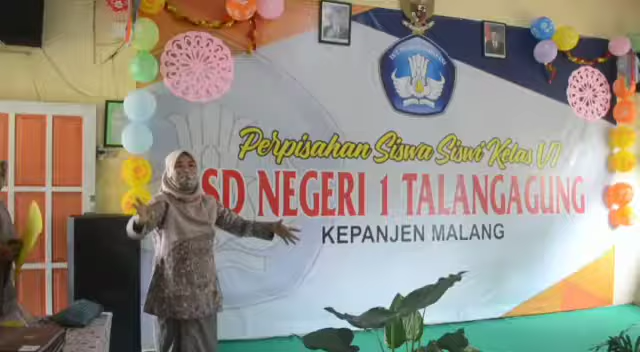 Perpisahan Siswa Siswi Kelas VI
SD NEGERI 1 TALANGAGUNG
KEPANJEN MALANG